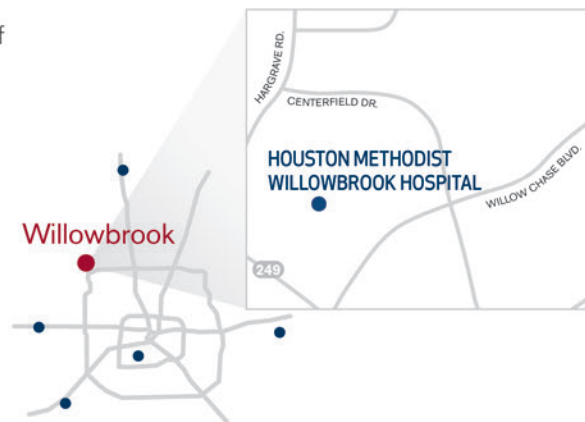 f
HARGRAVE RD.
CENTERFIELD DR.
HOUSTON METHODIST
WILLOWBROOK HOSPITAL
WILLOW CHASE BLVD.
Willowbrook
249